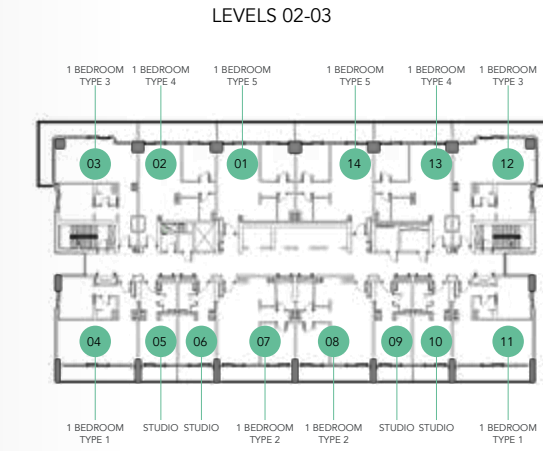 LEVELS 02-03
1 BEDROOM 1 BEDROOM 1 BEDROOM 1 BEDROOM 1 BEDROOM 1 BEDROOM
TYPE 3 TYPE 4 TYPE 5 TYPE 5 TYPE 4 TYPE 3
03 02 01 14 13 12
04 05 06 07 08 09 10 11
1 BEDROOM STUDIO STUDIO 1 BEDROOM 1 BEDROOM STUDIO STUDIO 1 BEDROOM
TYPE 1 TYPE 2 TYPE 2 TYPE 1